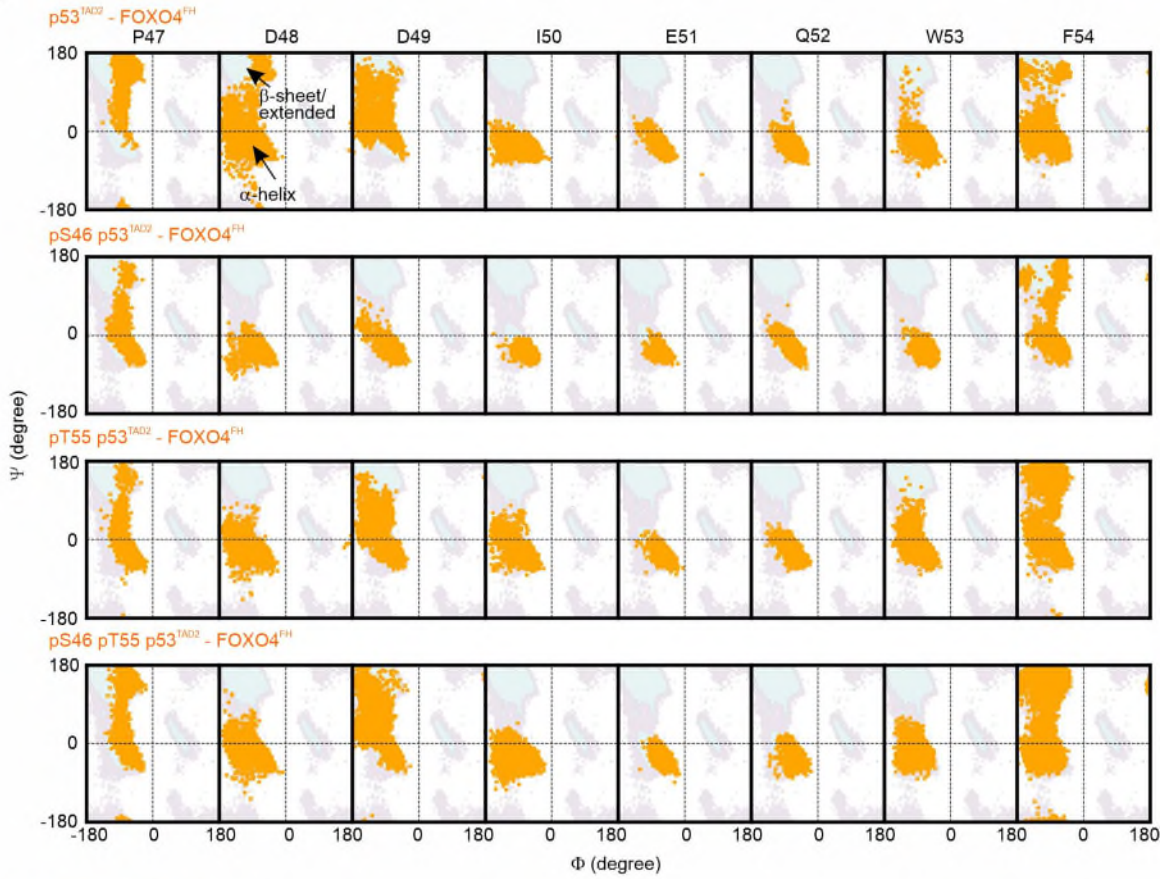 p53TAD2 - FOXO4FH
P47 D48 D49 I50 E51 Q52 W53 F54
180
β-sheet/
extended
0
α-helix
-180
pS46 p53TAD2 - FOXO4FH
180
0
-180
pT55 p53TAD2 - FOXO4FH
180
0
-180
pS46 pT55 p53TAD2 - FOXO4FH
180
0
-180
Ψ (degree)
-180 0 180 0 180 0 180 0 180 0 180 0 180 0 180 0 180
Φ (degree)